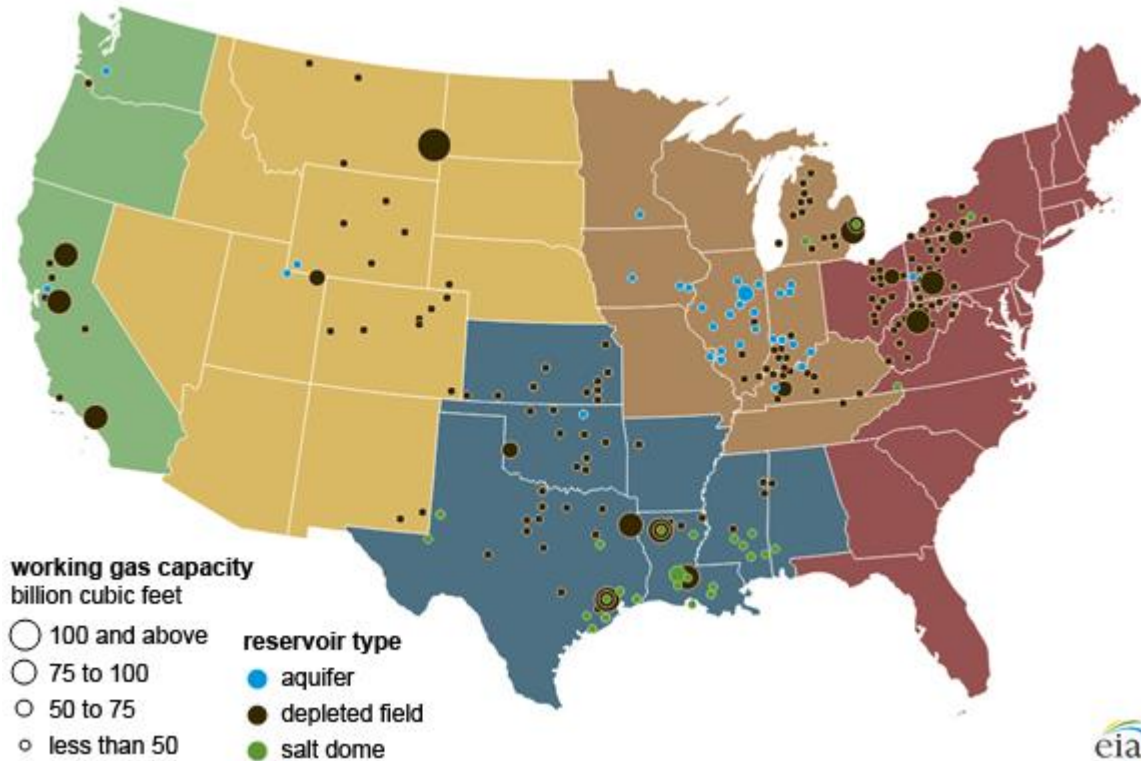 working gas capacity
billion cubic feet
100 and above
75 to 100
50 to 75
less than 50
reservoir type
aquifer
depleted field
salt dome
eia